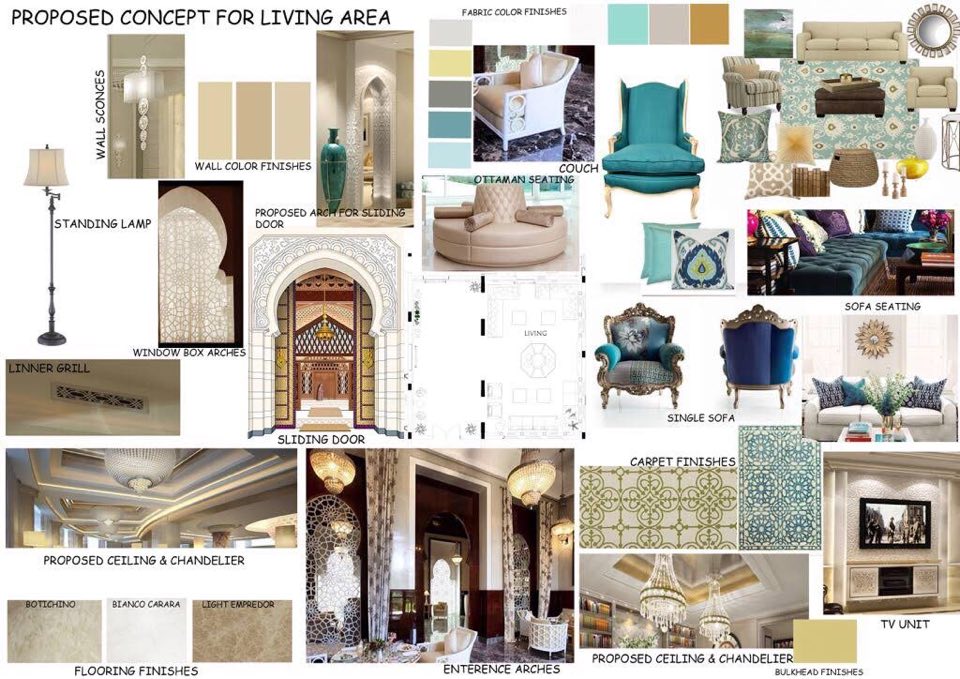 PROPOSED CONCEPT FOR LIVING AREA
FABRIC COLOR FINISHES
WALL SCONCES
WALL COLOR FINISHES
COUCH
OTTAMAN SEATING
STANDING LAMP
PROPOSED ARCH FOR SLIDING
DOOR
SOFA SEATING
LIVING
WINDOW BOX ARCHES
LINNER GRILL
SINGLE SOFA
SLIDING DOOR
CARPET FINISHES
PROPOSED CEILING & CHANDELIER
BOTICHINO
BIANCO CARARA
LIGHT EMPREDOR
FLOORING FINISHES
ENTERENCE ARCHES
PROPOSED CEILING & CHANDELIER
TV UNIT
BULKHEAD FINISHES